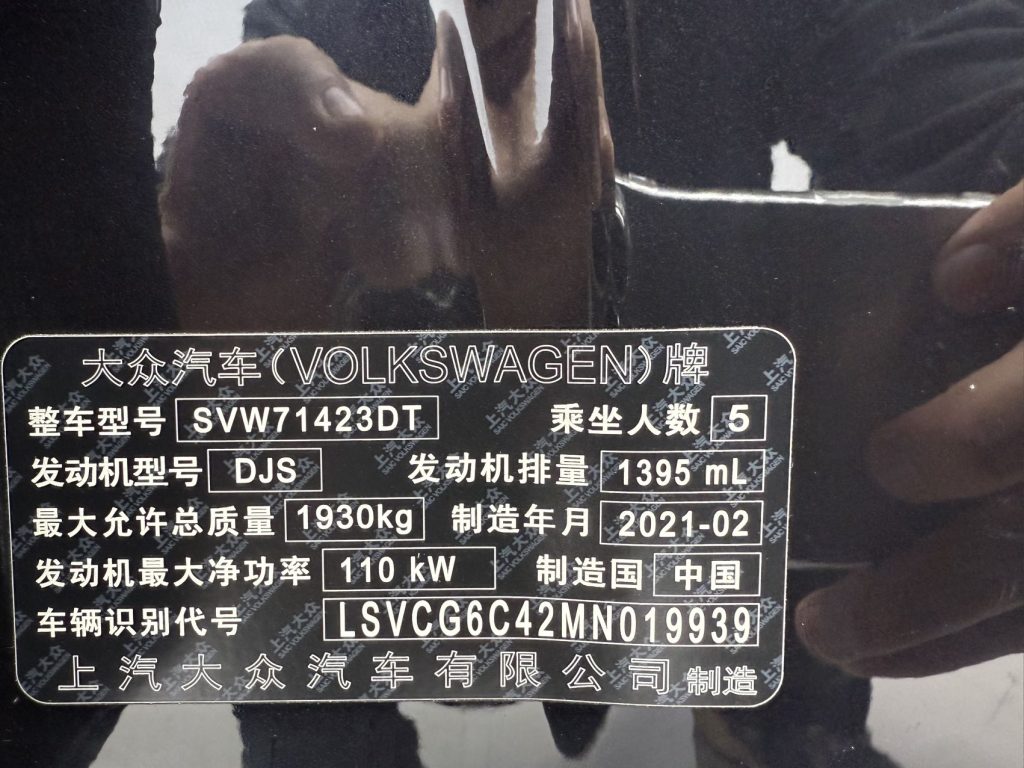 大众汽车(VOLKSWAGEN)牌
整车型号 SVW71423DT 乘坐人数 5
发动机型号 DJS 发动机排量 1395 mL
最大允许总质量 1930kg 制造年月 2021-02
发动机最大净功率 110 kW 制造国 中国
车辆识别代号 LSVCG6C42MN019939
上汽大众汽车有限公司 制造